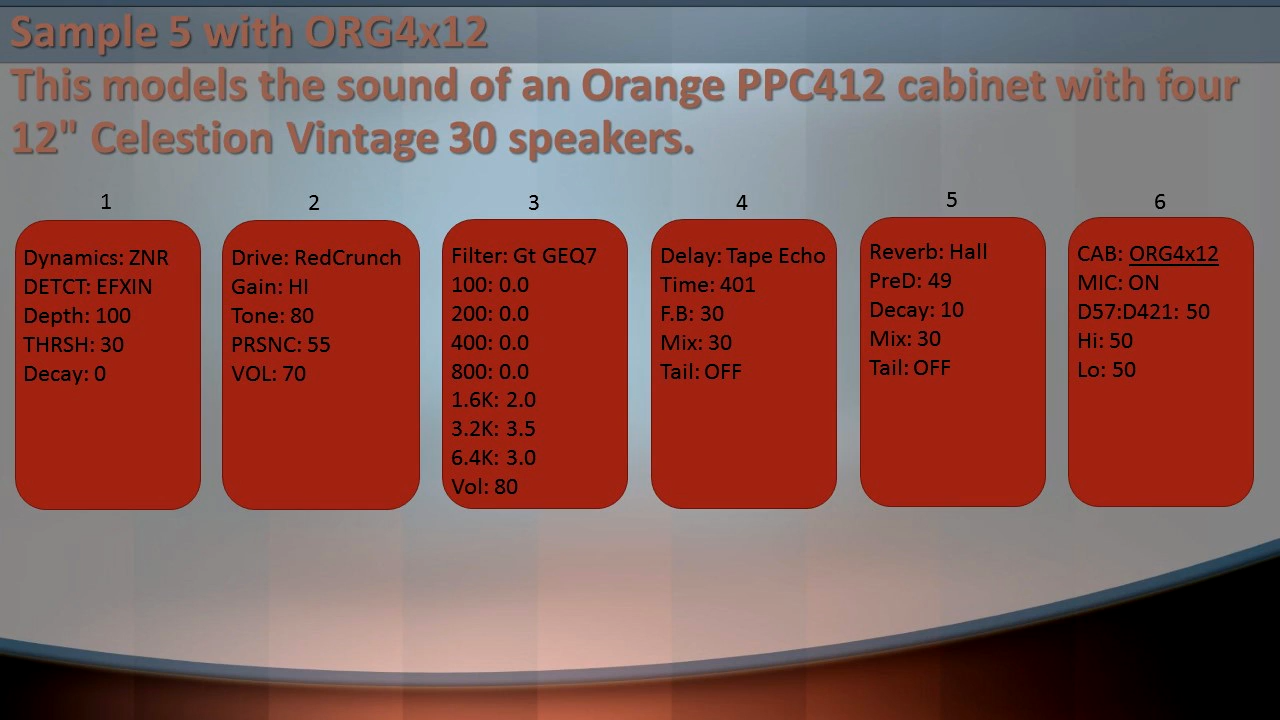 Sample 5 with ORG4x12
This models the sound of an Orange PPC412 cabinet with four
12" Celestion Vintage 30 speakers.
1
Dynamics: ZNR
DETCT: EFXIN
Depth: 100
THRSH: 30
Decay: 0
2
Drive: RedCrunch
Gain: HI
Tone: 80
PRSNC: 55
VOL: 70
3
Filter: Gt GEQ7
100: 0.0
200: 0.0
400: 0.0
800: 0.0
1.6K: 2.0
3.2K: 3.5
6.4K: 3.0
Vol: 80
4
Delay: Tape Echo
Time: 401
F.B: 30
Mix: 30
Tail: OFF
5
Reverb: Hall
PreD: 49
Decay: 10
Mix: 30
Tail: OFF
6
CAB: ORG4x12
MIC: ON
D57:D421: 50
Hi: 50
Lo: 50